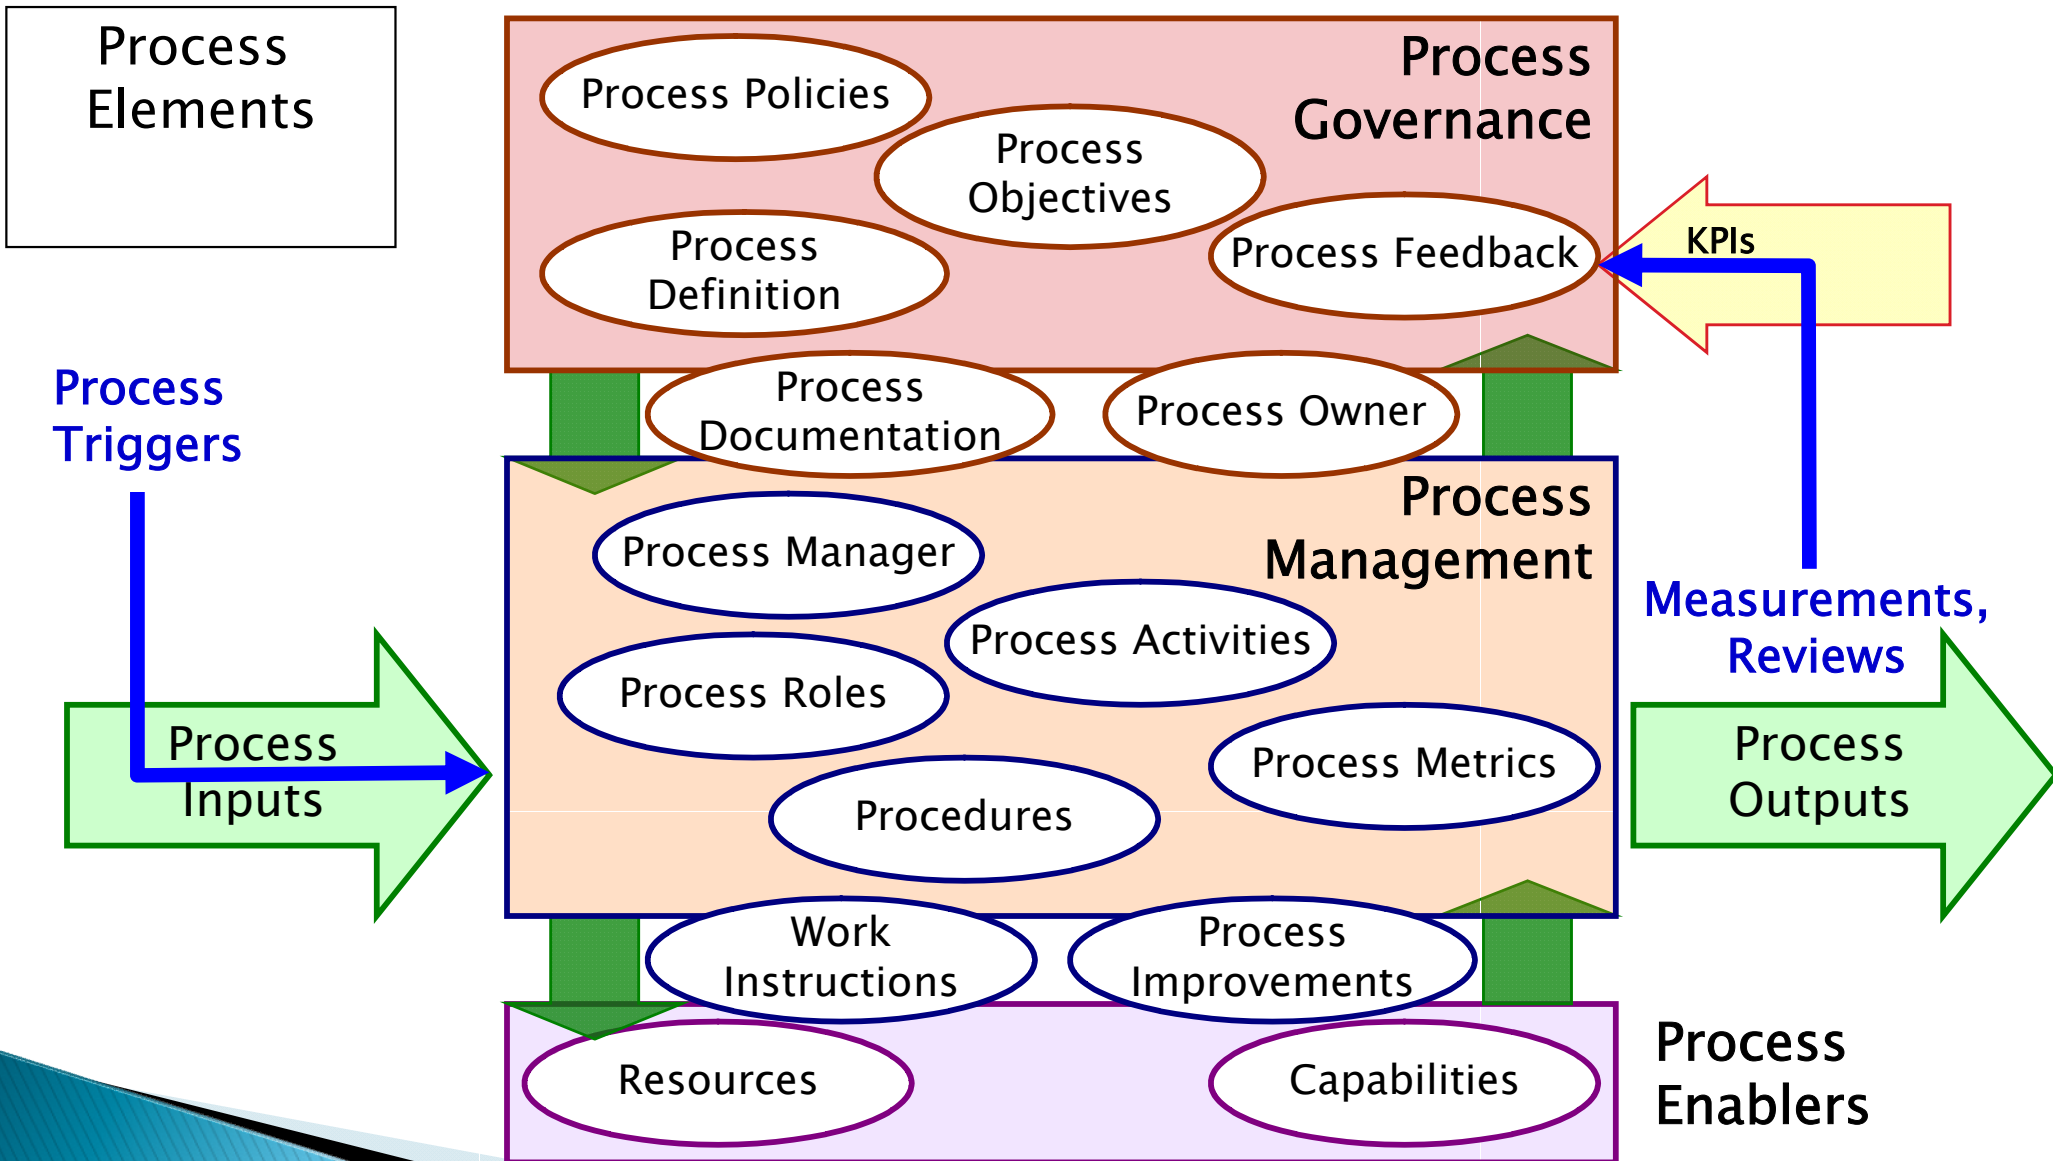 Process
Elements
Process Policies
Process
Governance
Process
Objectives
Process
Definition
Process Feedback
KPIs
Process
Triggers
Process
Documentation
Process Owner
Process
Management
Process Manager
Process Activities
Measurements,
Reviews
Process Roles
Process
Inputs
Process Metrics
Process
Outputs
Procedures
Work
Instructions
Process
Improvements
Process
Enablers
Resources
Capabilities